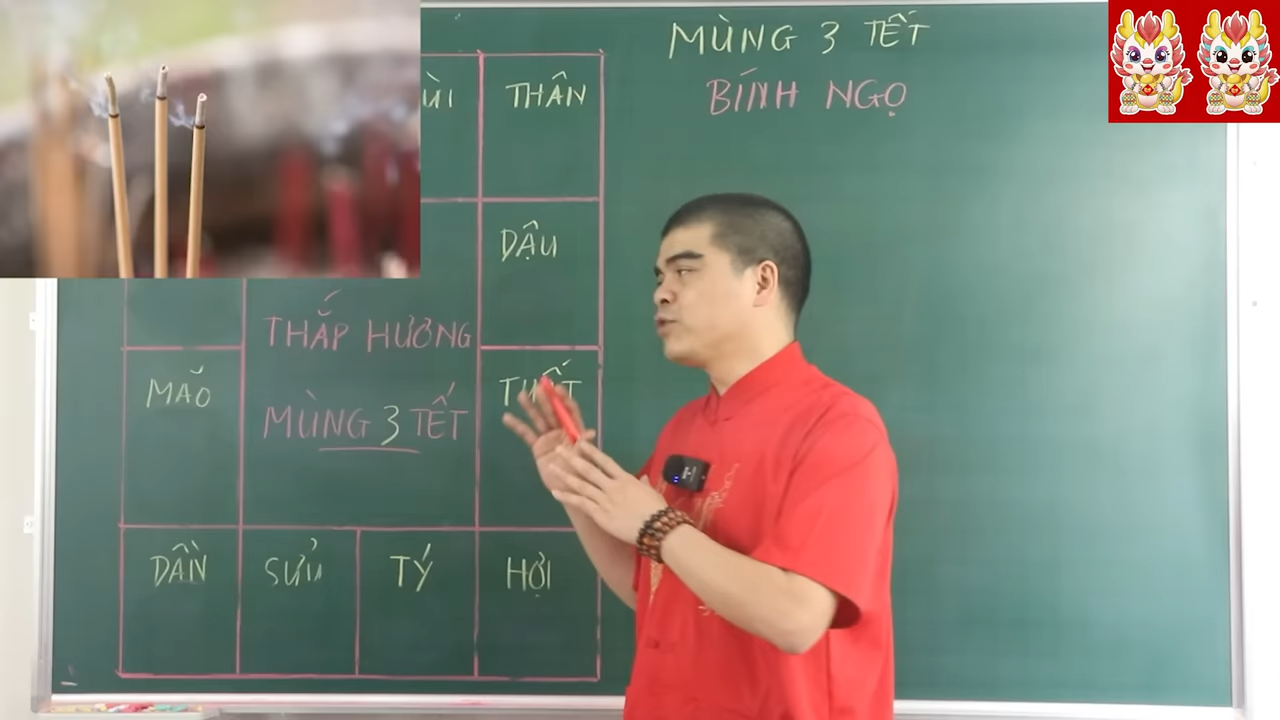 MÙNG 3 TẾT
BÍNH NGỌ
THÂN
DẬU
THẮP HƯƠNG
MÙNG 3 TẾT
MÃO
DẦN
SỬU
TÝ
HỢI